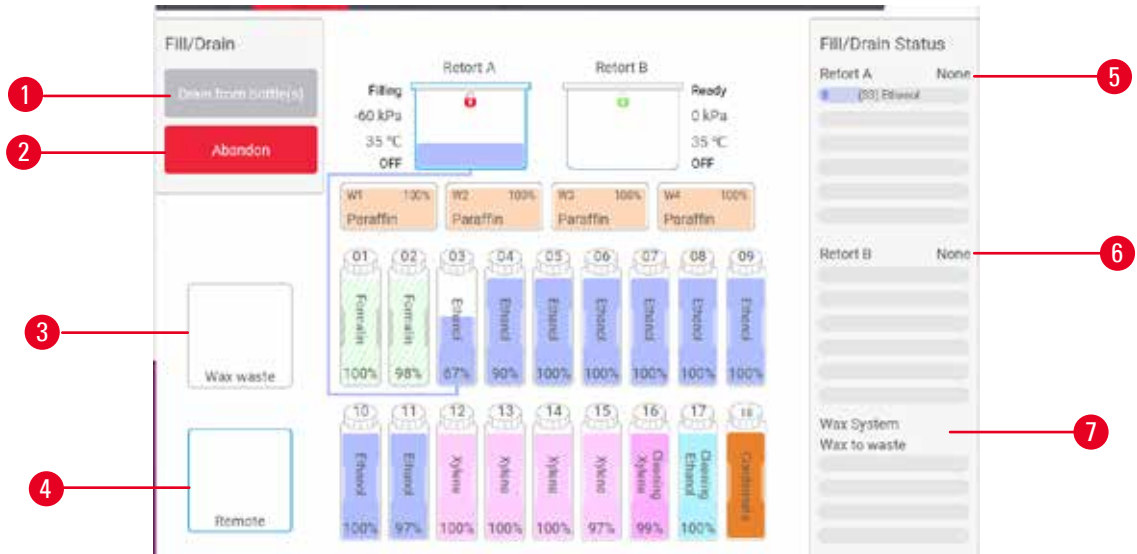 Fill/Drain
1
Drain from bottle(s)
2
Abandon
3
Wax waste
4
Remote
Retort A
Filling
-60 kPa
35 °C
OFF
Retort B
Ready
0 kPa
35 °C
OFF
W1 100%
Paraffin
W2 100%
Paraffin
W3 100%
Paraffin
W4 100%
Paraffin
01 02 03 04 05 06 07 08 09
Formalin Formalin Ethanol Ethanol Ethanol Ethanol Ethanol Ethanol Ethanol
100% 98% 67% 90% 100% 100% 100% 100% 100%
10 11 12 13 14 15 16 17 18
Ethanol Ethanol Xylene Xylene Xylene Xylene Cleaning Xylene Cleaning Ethanol Condensate
100% 97% 100% 100% 100% 97% 99% 100%
Fill/Drain Status
Retort A None
5
(S3) Ethanol
Retort B None
6
Wax System
Wax to waste
7